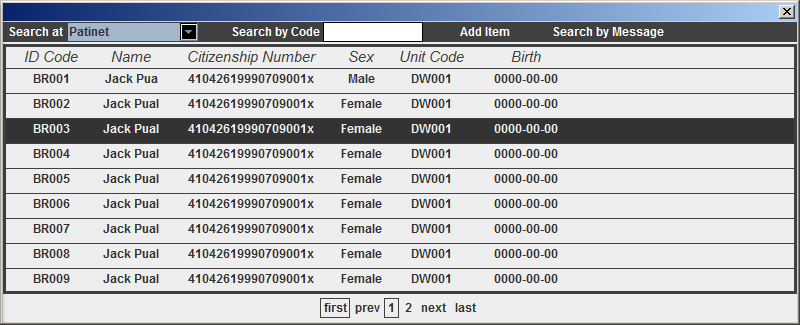 Search at Patinet Search by Code Add Item Search by Message
ID Code Name Citizenship Number Sex Unit Code Birth
BR001 Jack Pua 41042619990709001x Male DW001 0000-00-00
BR002 Jack Pual 41042619990709001x Female DW001 0000-00-00
BR003 Jack Pual 41042619990709001x Female DW001 0000-00-00
BR004 Jack Pual 41042619990709001x Female DW001 0000-00-00
BR005 Jack Pual 41042619990709001x Female DW001 0000-00-00
BR006 Jack Pual 41042619990709001x Female DW001 0000-00-00
BR007 Jack Pual 41042619990709001x Female DW001 0000-00-00
BR008 Jack Pual 41042619990709001x Female DW001 0000-00-00
BR009 Jack Pual 41042619990709001x Female DW001 0000-00-00
first prev 1 2 next last